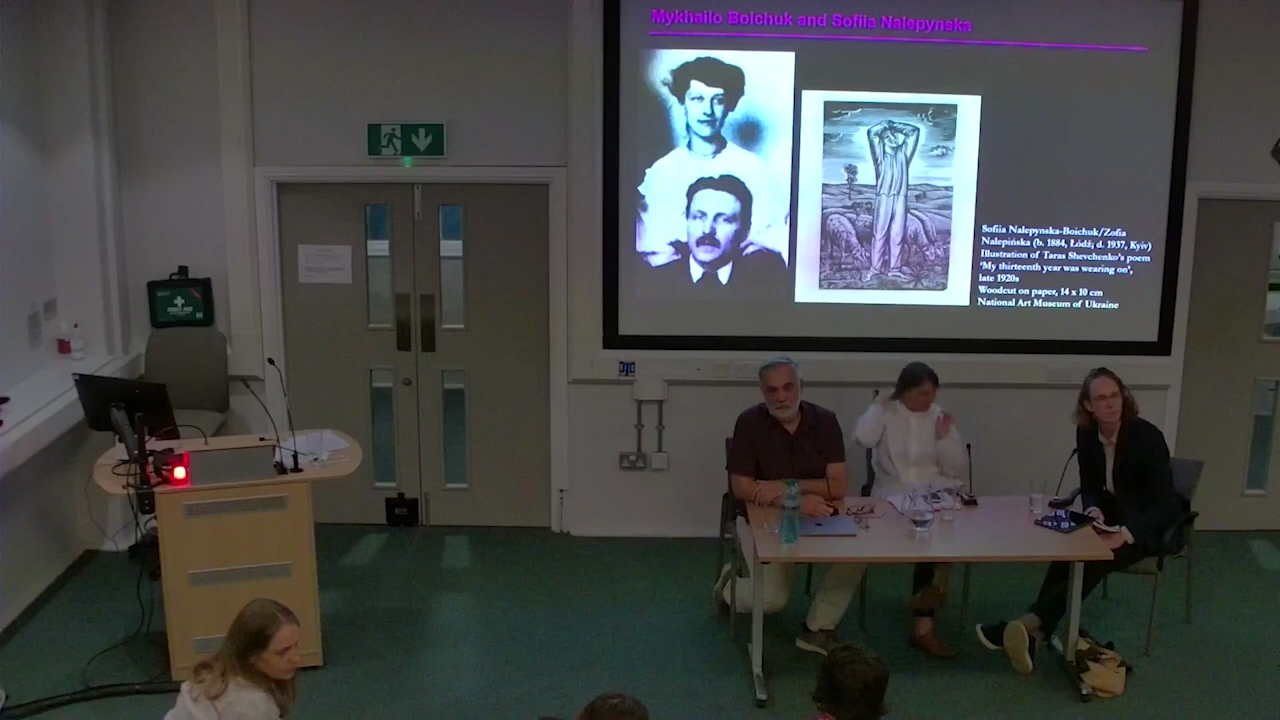 Mykhailo Boichuk and Sofiia Nalepynska
Sofiia Nalepynska-Boichuk/Zofia
Nalepińska (b. 1884, Łódź; d. 1937, Kyiv)
Illustration of Taras Shevchenko's poem
'My thirteenth year was wearing on',
late 1920s
Woodcut on paper, 14 x 10 cm
National Art Museum of Ukraine